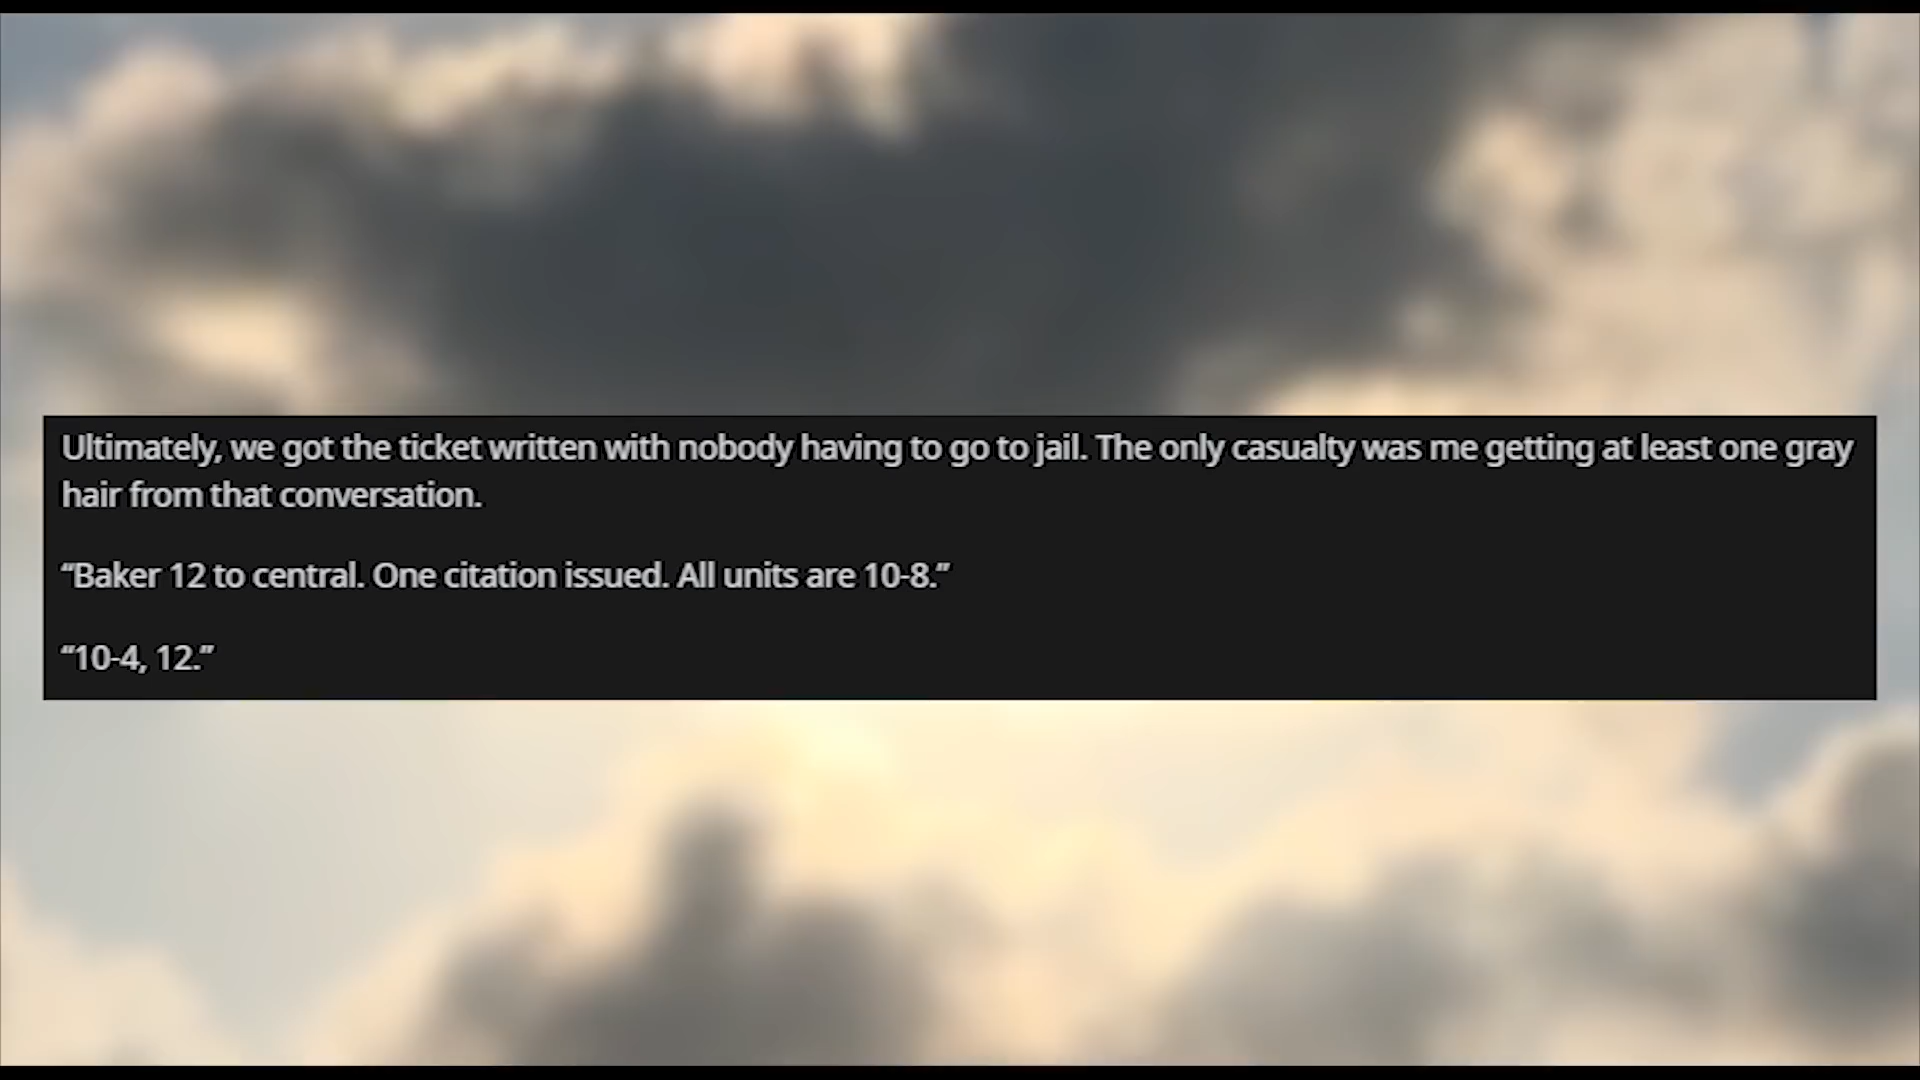 Ultimately, we got the ticket written with nobody having to go to jail. The only casualty was me getting at least one gray
hair from that conversation.
“Baker 12 to central. One citation issued. All units are 10-8.”
“10-4, 12.”